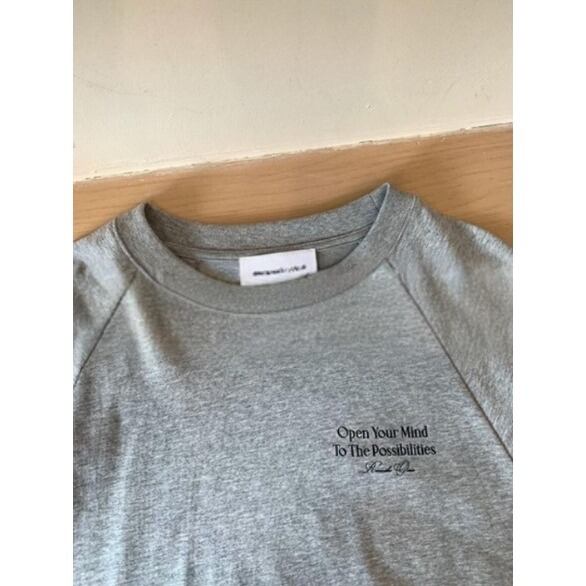 Open Your Mind
To The Possibilities